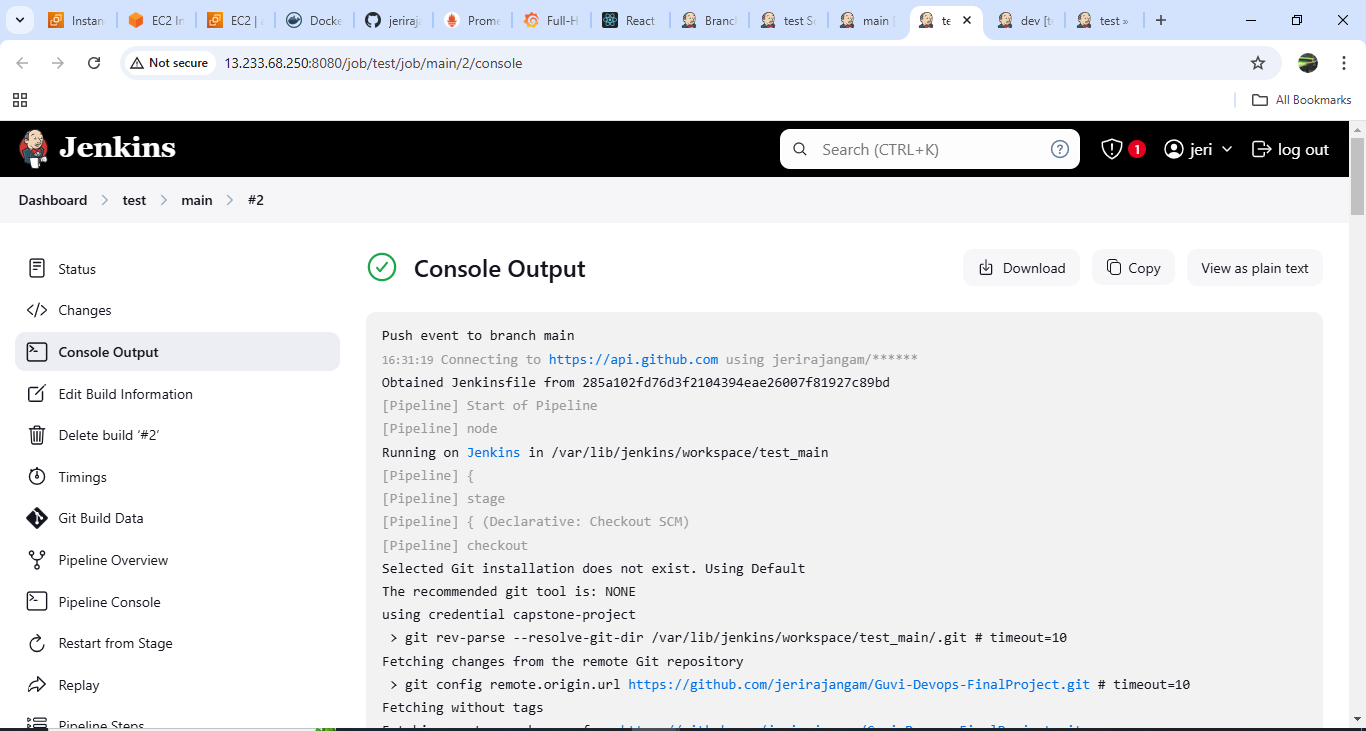 Instan
EC2 In
EC2 |
Docke
jeriraj
Prome
Full-H
React
Branc
test S
main
te
dev [t
test »
Not secure
13.233.68.250:8080/job/test/job/main/2/console
All Bookmarks
Jenkins
Search (CTRL+K)
?
1
jeri
log out
Dashboard > test > main > #2
Status
Changes
Console Output
Edit Build Information
Delete build ‘#2’
Timings
Git Build Data
Pipeline Overview
Pipeline Console
Restart from Stage
Replay
Pipeline Steps
Console Output
Download
Copy
View as plain text
Push event to branch main
16:31:19 Connecting to https://api.github.com using jerirajangam/******
Obtained Jenkinsfile from 285a102fd76d3f2104394eae26007f81927c89bd
[Pipeline] Start of Pipeline
[Pipeline] node
Running on Jenkins in /var/lib/jenkins/workspace/test_main
[Pipeline] {
[Pipeline] stage
[Pipeline] { (Declarative: Checkout SCM)
[Pipeline] checkout
Selected Git installation does not exist. Using Default
The recommended git tool is: NONE
using credential capstone-project
> git rev-parse --resolve-git-dir /var/lib/jenkins/workspace/test_main/.git # timeout=10
Fetching changes from the remote Git repository
> git config remote.origin.url https://github.com/jerirajangam/Guvi-Devops-FinalProject.git # timeout=10
Fetching without tags